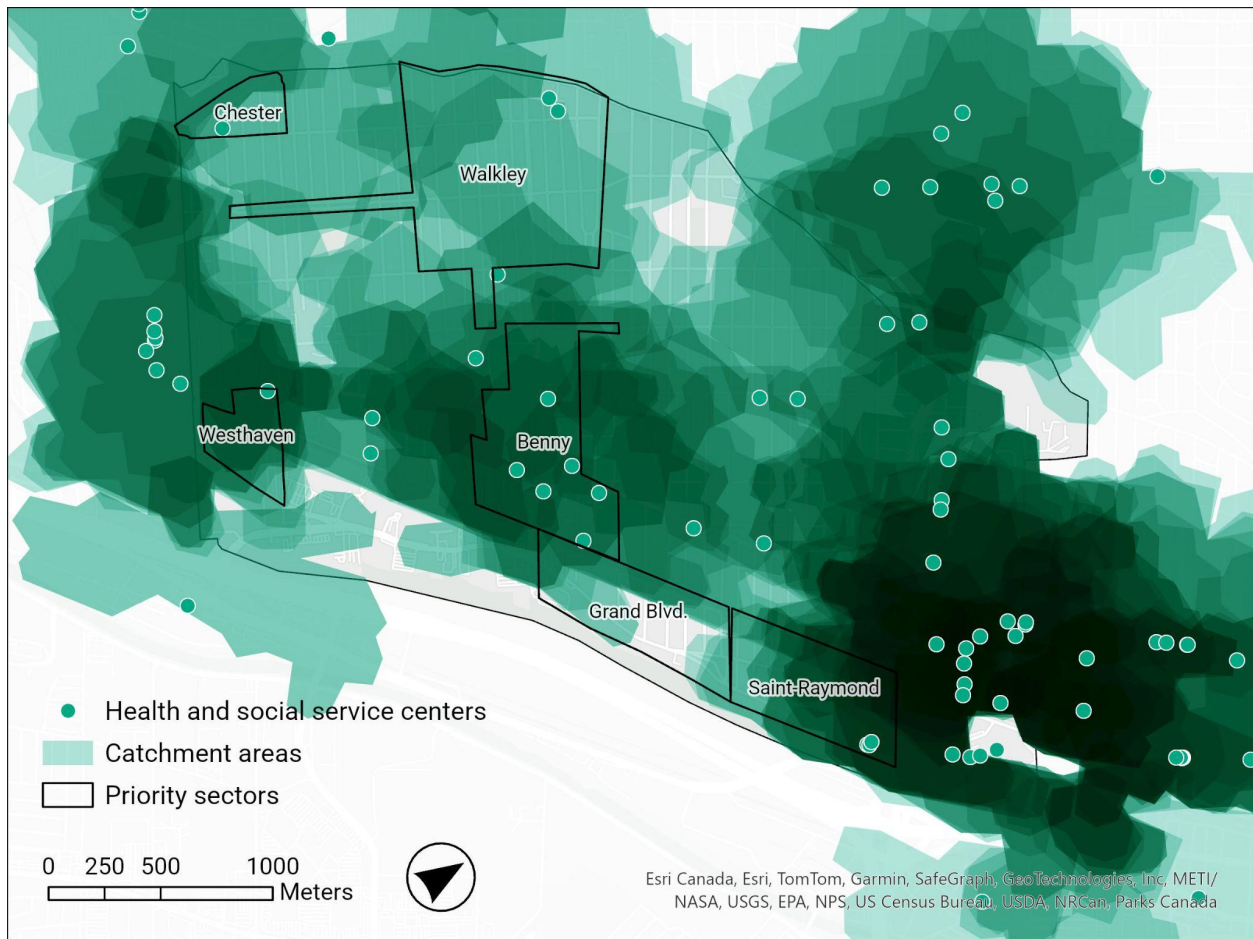 Chester
Walkley
Westhaven
Benny
Grand Blvd.
Saint-Raymond
Health and social service centers
Catchment areas
Priority sectors
0 250 500 1000
Meters
Esri Canada, Esri, TomTom, Garmin, SafeGraph, GeoTechnologies, Inc, METI/
NASA, USGS, EPA, NPS, US Census Bureau, USDA, NRCan, Parks Canada